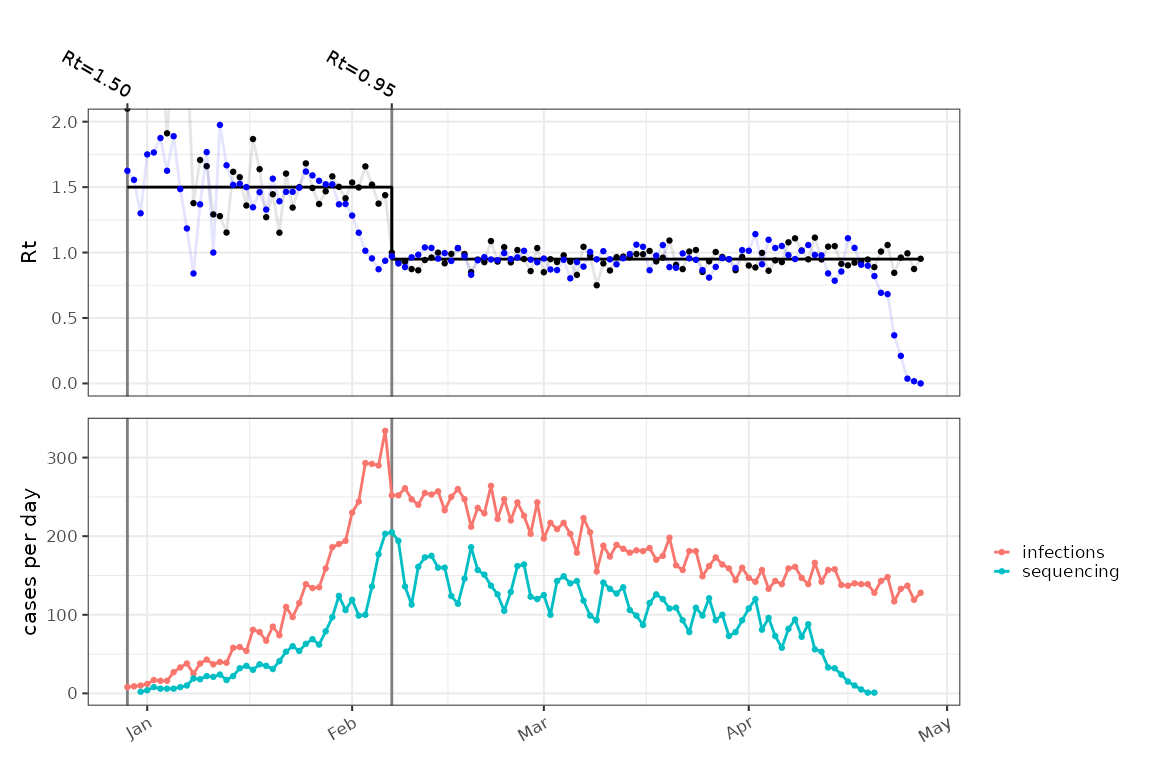 Rt=1.50
Rt=0.95
2.0
1.5
1.0
0.5
0.0
Rt
300
200
100
0
cases per day
infections
sequencing
Jan
Feb
Mar
Apr
May